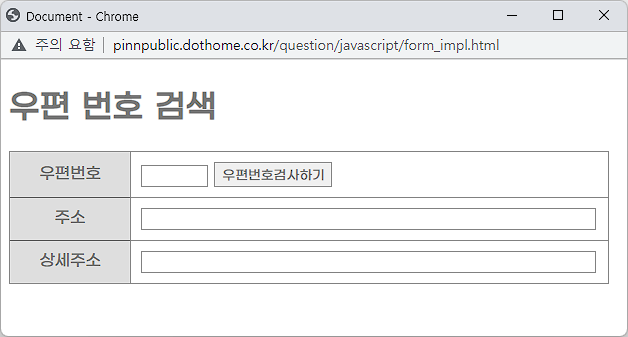 Document - Chrome
주의 요함 | pinnpublic.dothome.co.kr/question/javascript/form_impl.html
우편 번호 검색
우편번호 우편번호검사하기
주소
상세주소